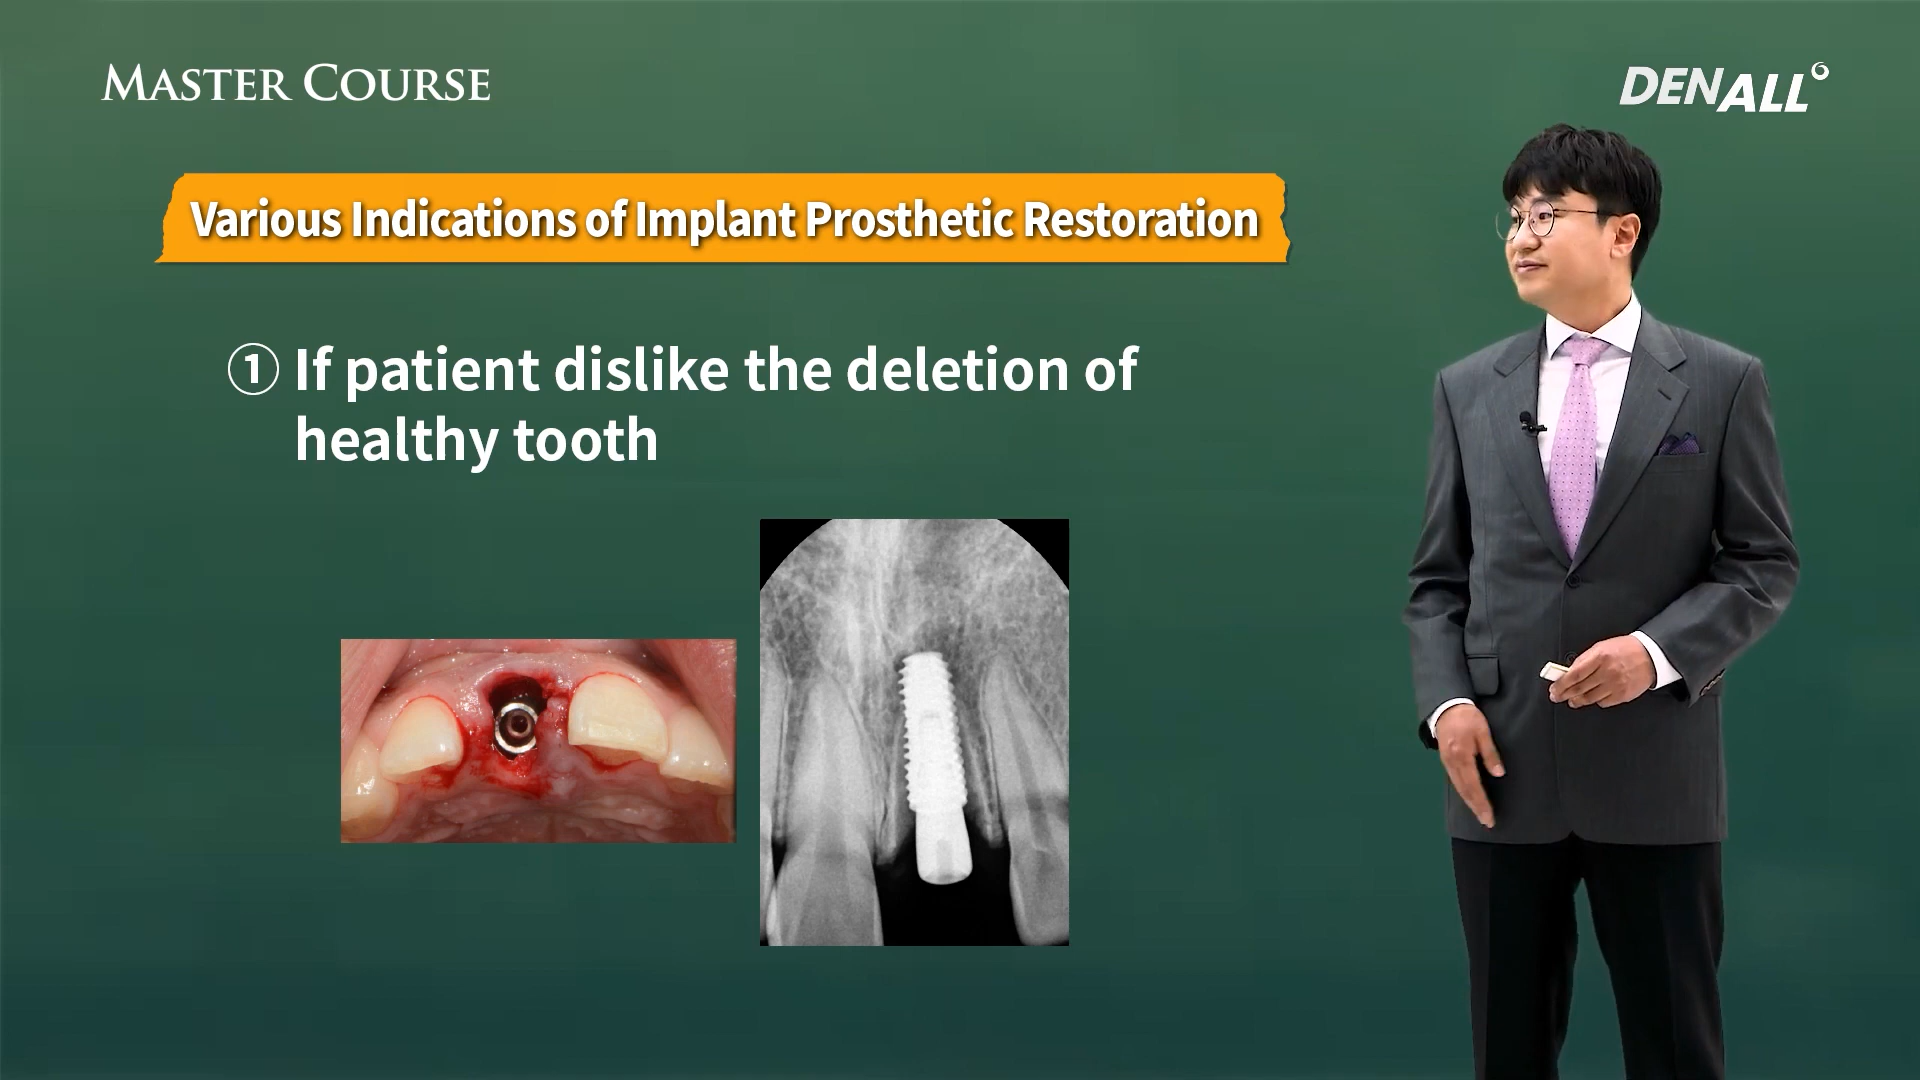 MASTER COURSE
DENALL
Various Indications of Implant Prosthetic Restoration
① If patient dislike the deletion of
healthy tooth